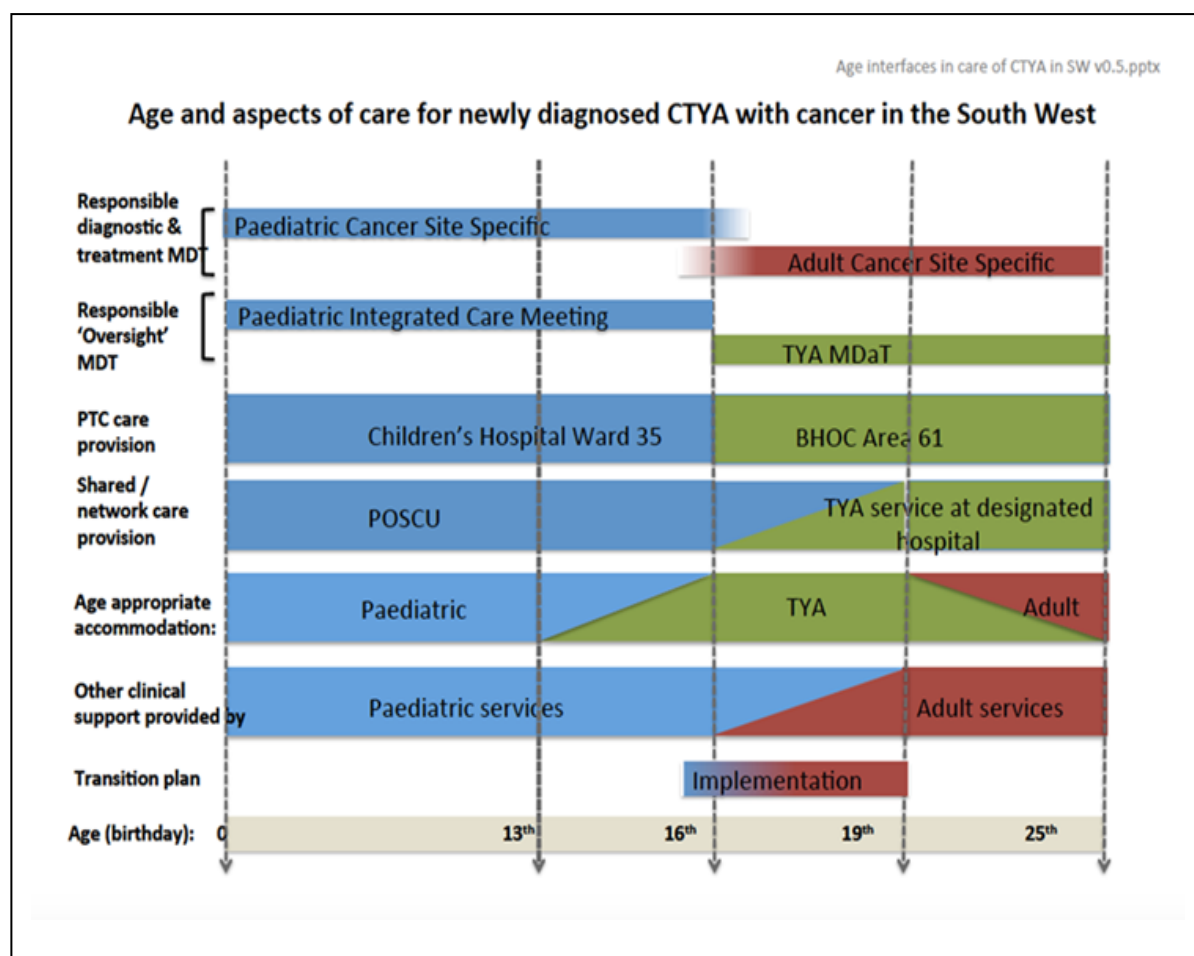 Age interfaces in care of CTYA in SW v0.5.pptx
Age and aspects of care for newly diagnosed CTYA with cancer in the South West
Responsible
diagnostic &
treatment MDT
Paediatric Cancer Site Specific
Adult Cancer Site Specific
Responsible
‘Oversight’
MDT
Paediatric Integrated Care Meeting
TYA MDaT
PTC care
provision
Children’s Hospital Ward 35
BHOC Area 61
Shared /
network care
provision
POSCU
TYA service at designated
hospital
Age appropriate
accommodation:
Paediatric
TYA
Adult
Other clinical
support provided by
Paediatric services
Adult services
Transition plan
Implementation
Age (birthday): 0 13th 16th 19th 25th